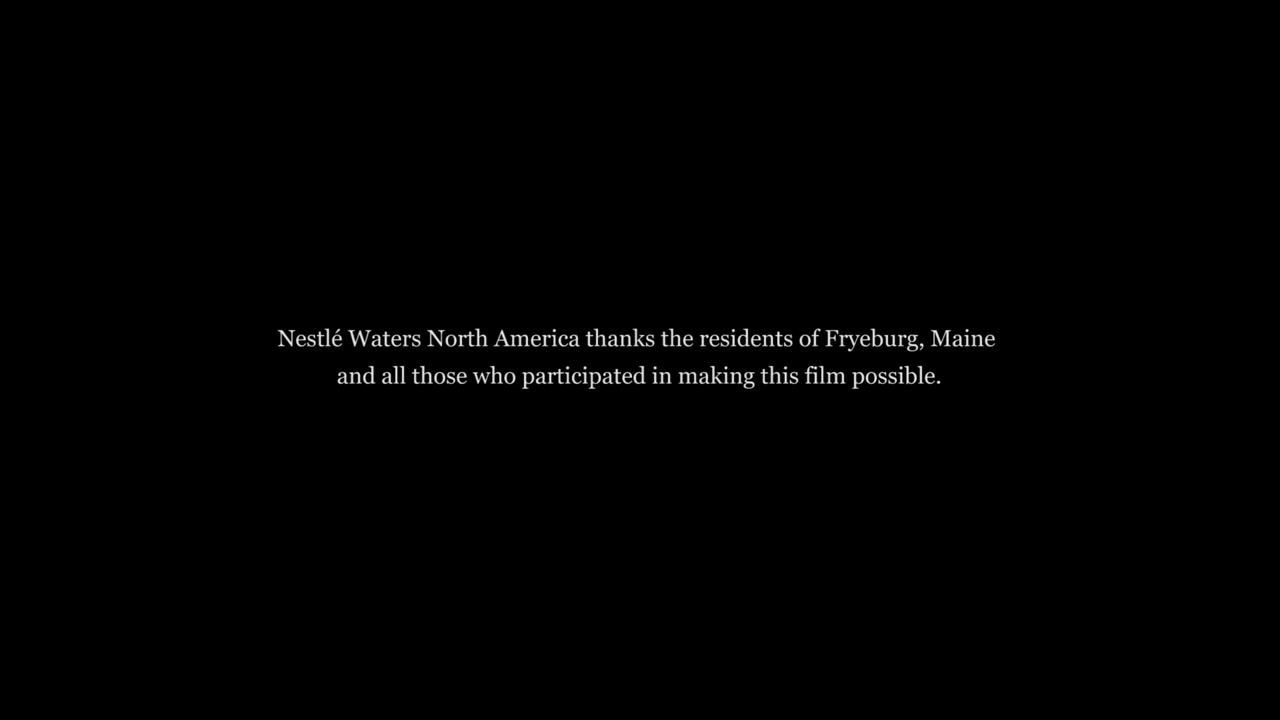 Nestlé Waters North America thanks the residents of Fryeburg, Maine
and all those who participated in making this film possible.